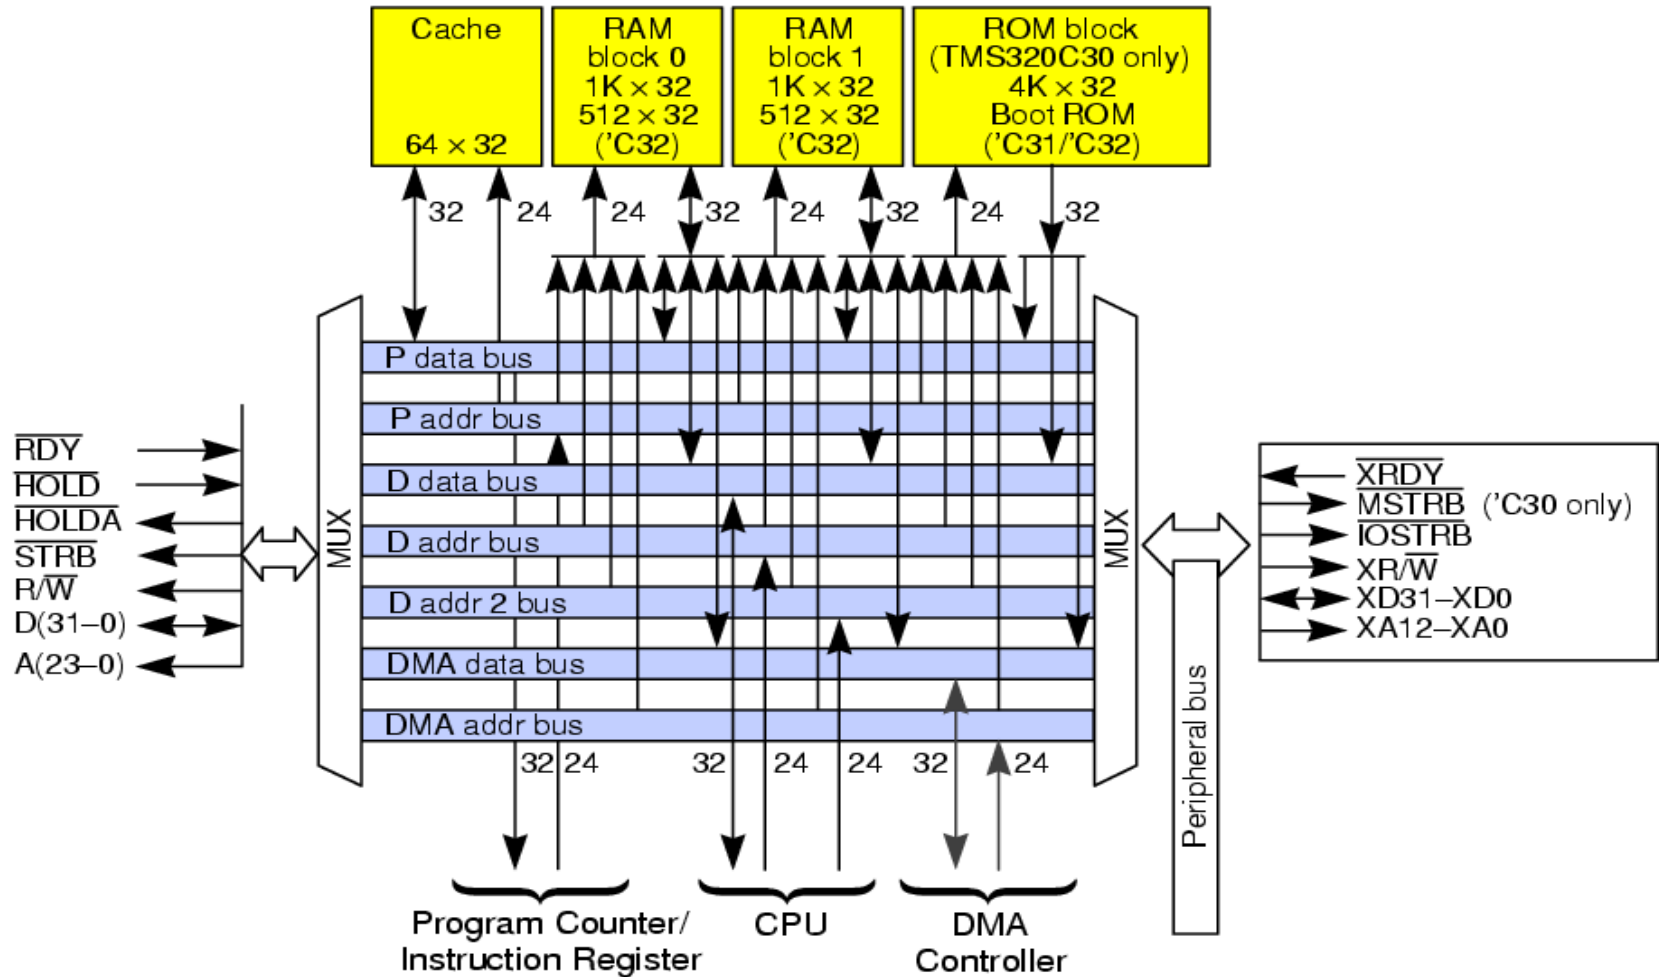 Cache
64 × 32
RAM
block 0
1K × 32
512 × 32
('C32)
RAM
block 1
1K × 32
512 × 32
('C32)
ROM block
(TMS320C30 only)
4K × 32
Boot ROM
('C31/'C32)
32
24
24
32
24
32
24
32
P data bus
P addr bus
D data bus
D addr bus
D addr 2 bus
DMA data bus
DMA addr bus
MUX
MUX
RDY
HOLD
HOLDA
STRB
R/W
D(31–0)
A(23–0)
XRDY
MSTRB ('C30 only)
IOSTRB
XR/W
XD31–XD0
XA12–XA0
Peripheral bus
32
24
32
24
24
32
24
Program Counter/
Instruction Register
CPU
DMA
Controller